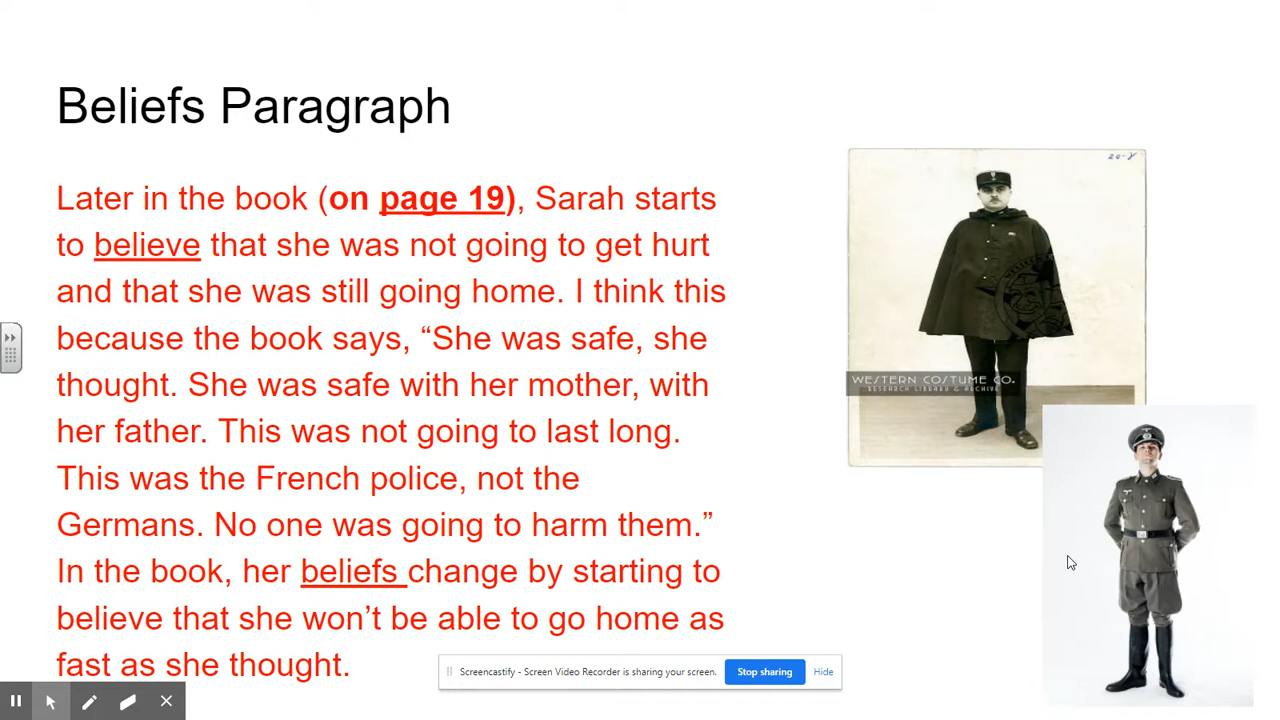 Beliefs Paragraph
Later in the book (on page 19), Sarah starts
to believe that she was not going to get hurt
and that she was still going home. I think this
because the book says, “She was safe, she
thought. She was safe with her mother, with
her father. This was not going to last long.
This was the French police, not the
Germans. No one was going to harm them.”
In the book, her beliefs change by starting to
believe that she won’t be able to go home as
fast as she thought.
WESTERN COSTUME CO.
RESEARCH LIBRARY & ARCHIVE
Screencastify - Screen Video Recorder is sharing your screen.
Stop sharing
Hide